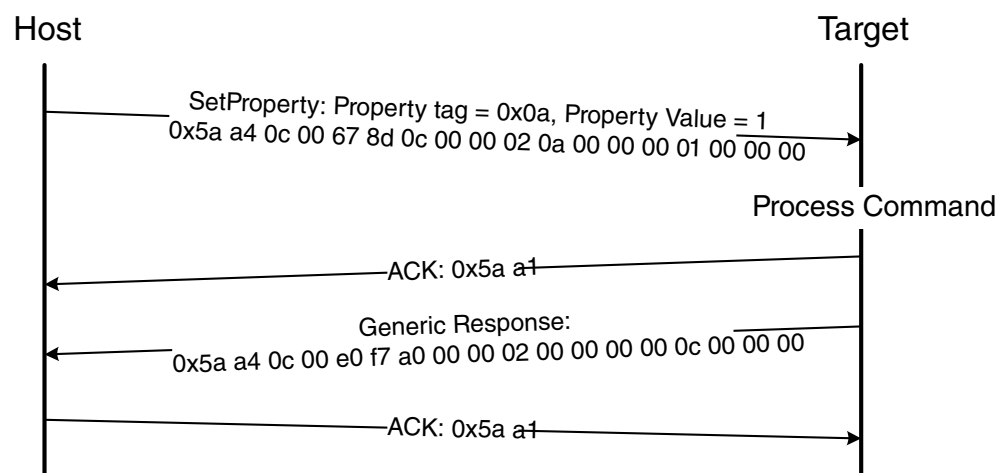 Host
Target
SetProperty: Property tag = 0x0a, Property Value = 1
0x5a a4 0c 00 67 8d 0c 00 00 02 0a 00 00 00 01 00 00 00
Process Command
ACK: 0x5a a1
Generic Response:
0x5a a4 0c 00 e0 f7 a0 00 00 02 00 00 00 00 0c 00 00 00
ACK: 0x5a a1